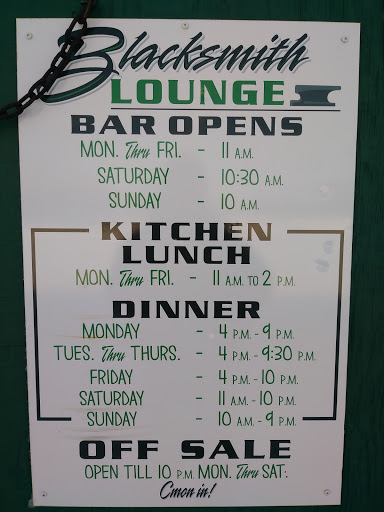 Blacksmith
LOUNGE
BAR OPENS
MON. Thru FRI. - 11 A.M.
SATURDAY - 10:30 A.M.
SUNDAY - 10 A.M.
KITCHEN
LUNCH
MON. Thru FRI. - 11 A.M. TO 2 P.M.
DINNER
MONDAY - 4 P.M. - 9 P.M.
TUES. Thru THURS. - 4 P.M. - 9:30 P.M.
FRIDAY - 4 P.M. - 10 P.M.
SATURDAY - 11 A.M. - 10 P.M.
SUNDAY - 10 A.M. - 9 P.M.
OFF SALE
OPEN TILL 10 P.M. MON. Thru SAT.
Cmon in!